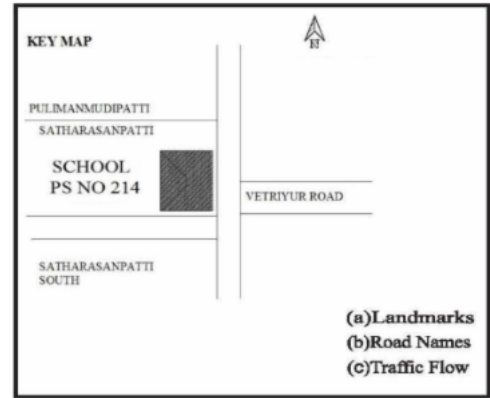 KEY MAP
N
PULIMANMUDIPATTI
SATHARASANPATTI
SCHOOL
PS NO 214
VETRIYUR ROAD
SATHARASANPATTI
SOUTH
(a)Landmarks
(b)Road Names
(c)Traffic Flow